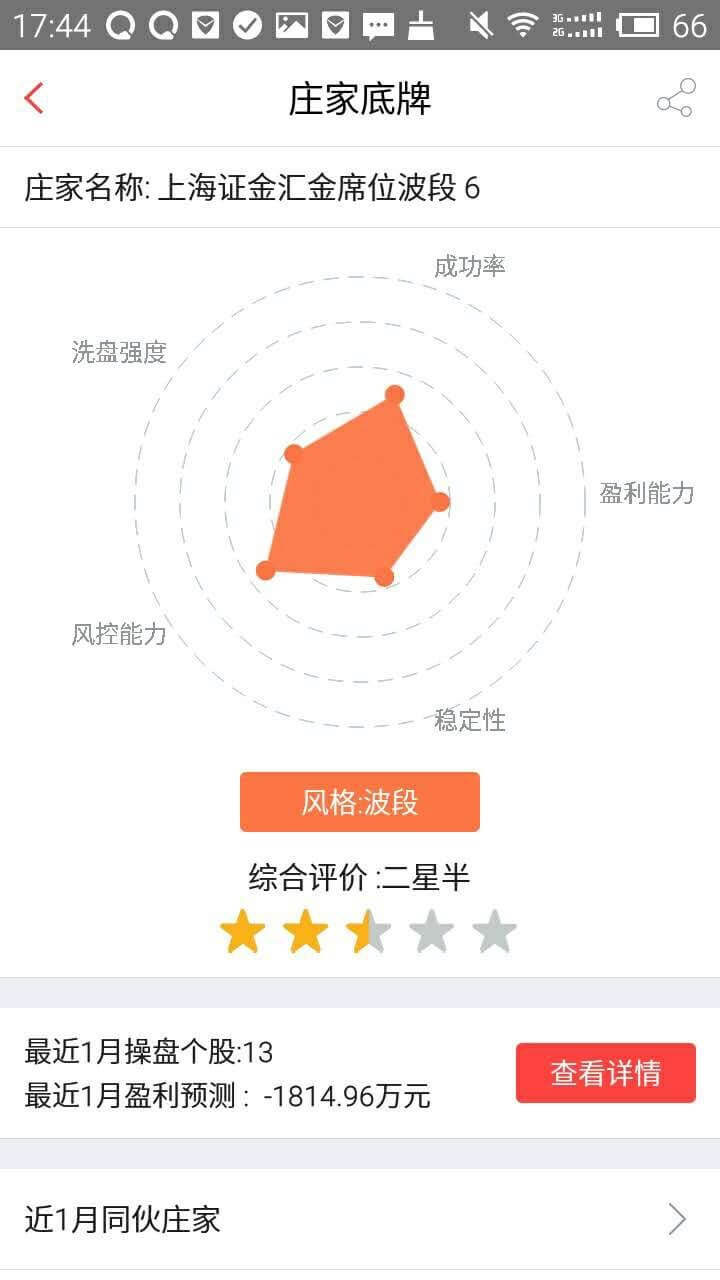 17:44 3G 2G 66
庄家底牌
庄家名称: 上海证金汇金席位波段 6
成功率
洗盘强度
盈利能力
风控能力
稳定性
风格:波段
综合评价 :二星半
最近1月操盘个股:13
最近1月盈利预测 : -1814.96万元
查看详情
近1月同伙庄家